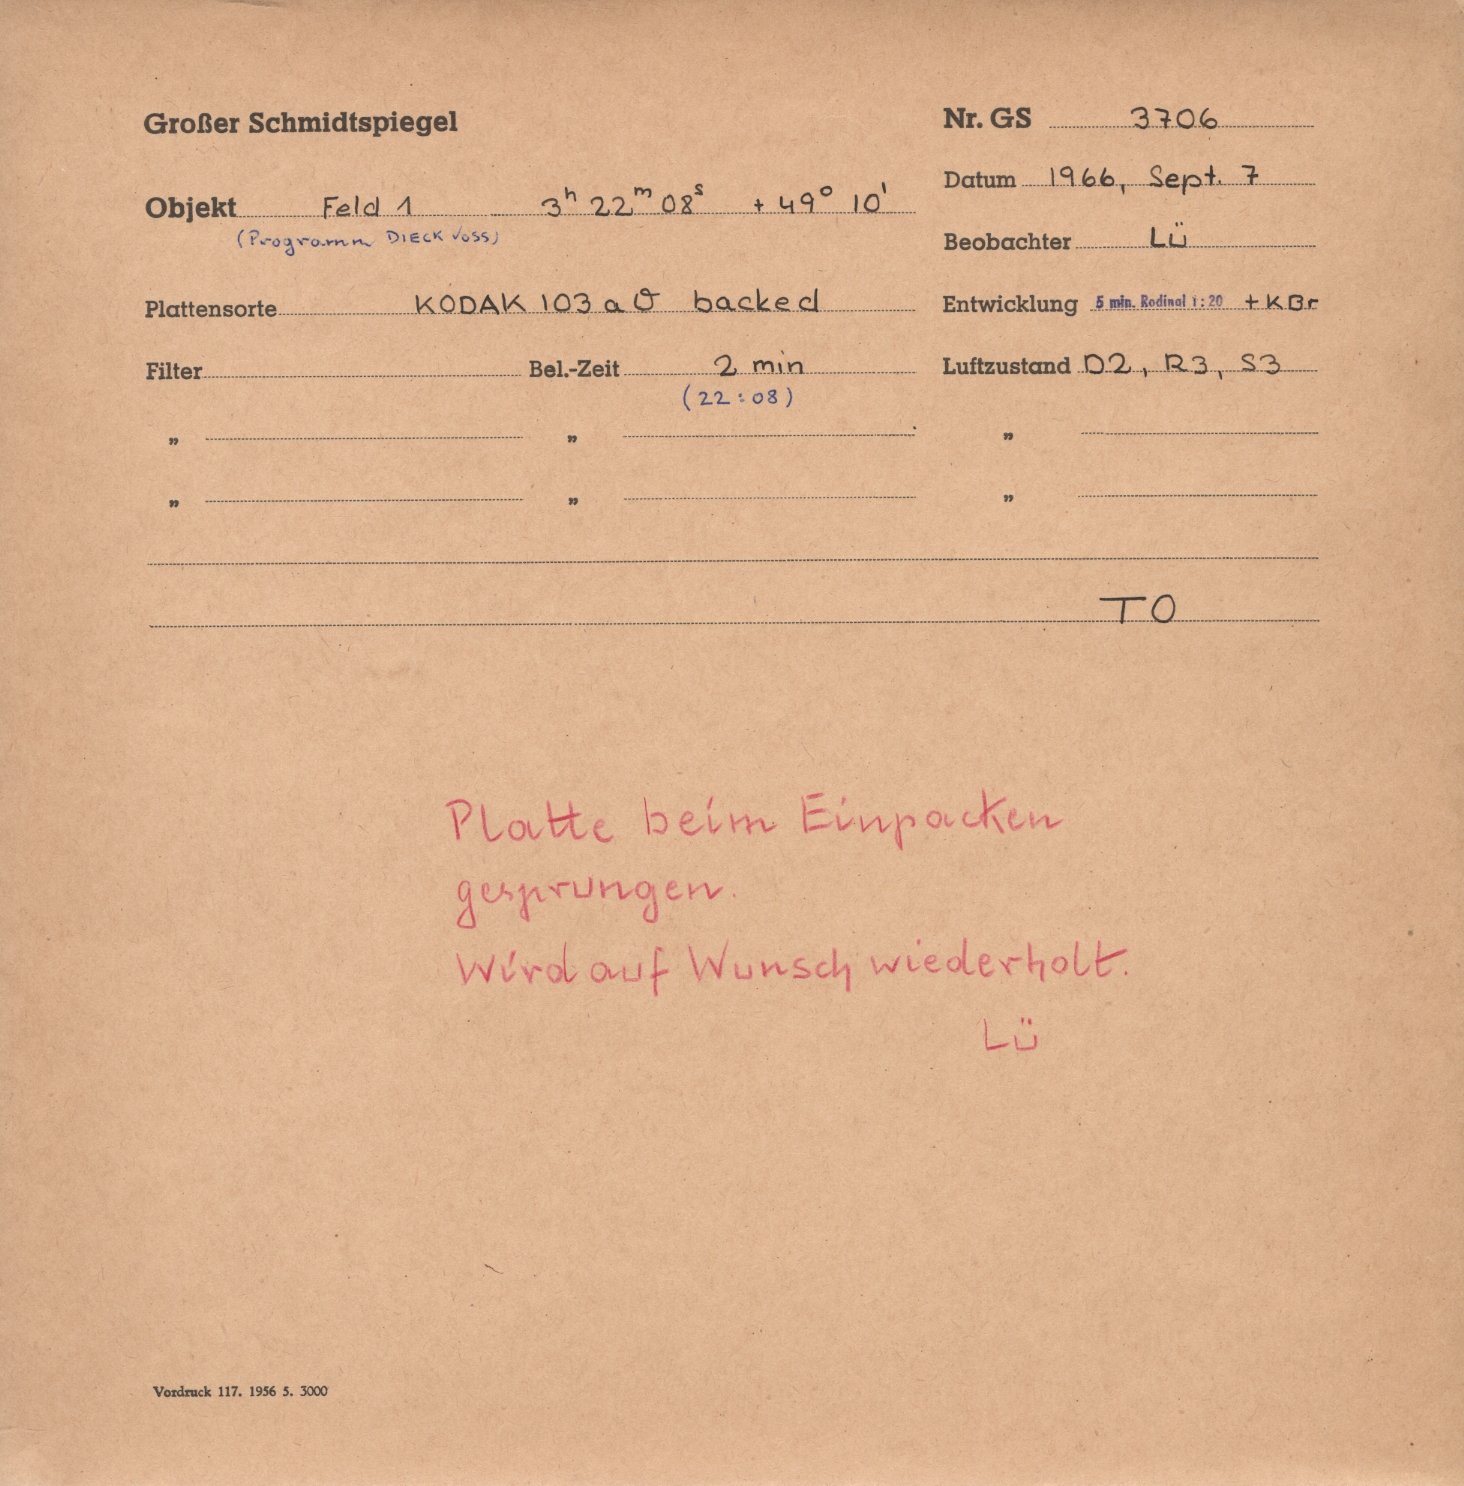 Großer Schmidtspiegel
Nr. GS 3706
Datum 1966, Sept. 7
Objekt Feld 1 3h 22m 08s + 49° 10'
(Programm DIECKVOSS)
Beobachter Lü
Plattensorte KODAK 103 a O backed
Entwicklung 5 min. Rodinal 1:20 + KBr
Filter Bel.-Zeit 2 min
Luftzustand D2, R3, S3
(22:08)
„ „ „
„ „ „
TO
Platte beim Einpacken
gesprungen.
Wird auf Wunsch wiederholt.
Lü
Vordruck 117. 1956 5. 3000